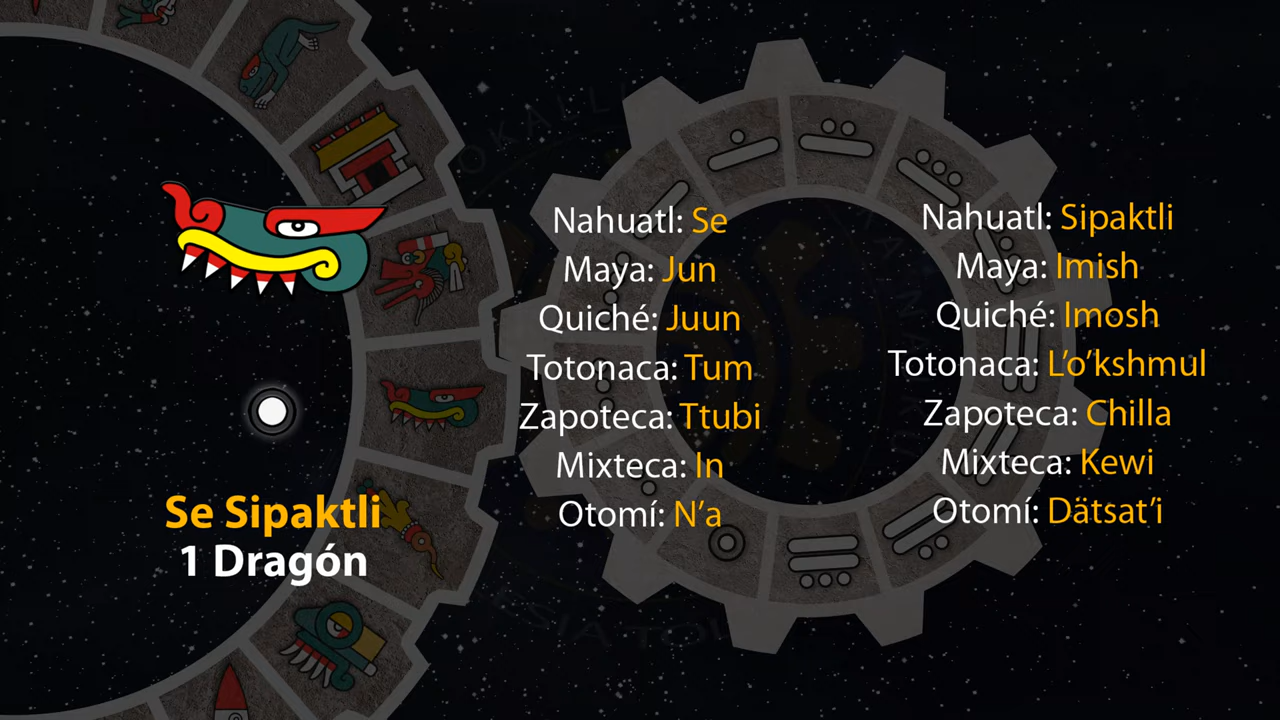 Se Sipaktli
1 Dragón
Nahuatl: Se
Maya: Jun
Quiché: Juun
Totonaca: Tum
Zapoteca: Ttubi
Mixteca: In
Otomí: N’a
Nahuatl: Sipaktli
Maya: Imish
Quiché: Imosh
Totonaca: L’o’kshmul
Zapoteca: Chilla
Mixteca: Kewi
Otomí: Dätsat’i